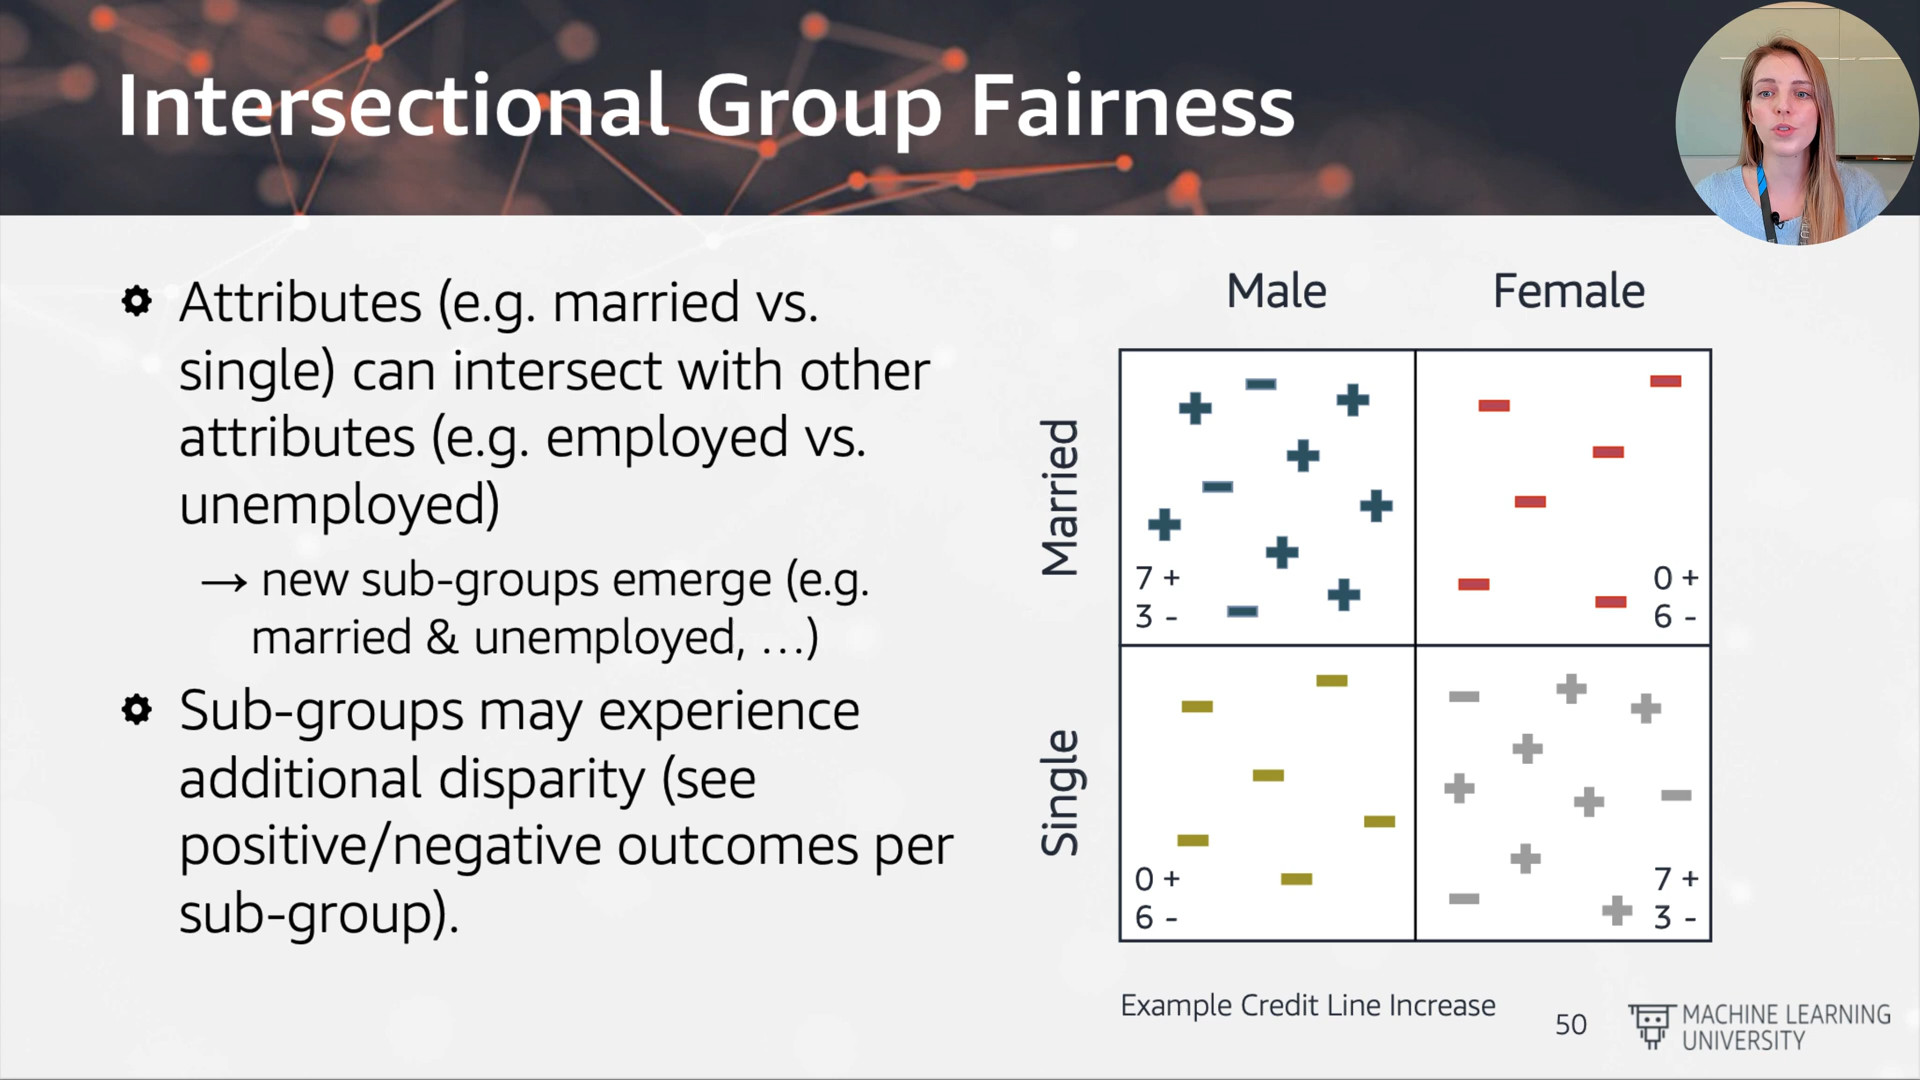 Intersectional Group Fairness
Attributes (e.g. married vs.
single) can intersect with other
attributes (e.g. employed vs.
unemployed)
→ new sub-groups emerge (e.g.
married & unemployed, …)
Sub-groups may experience
additional disparity (see
positive/negative outcomes per
sub-group).
Male
Female
Married
7 +
3 -
0 +
6 -
Single
0 +
6 -
7 +
3 -
Example Credit Line Increase
50
MACHINE LEARNING
UNIVERSITY